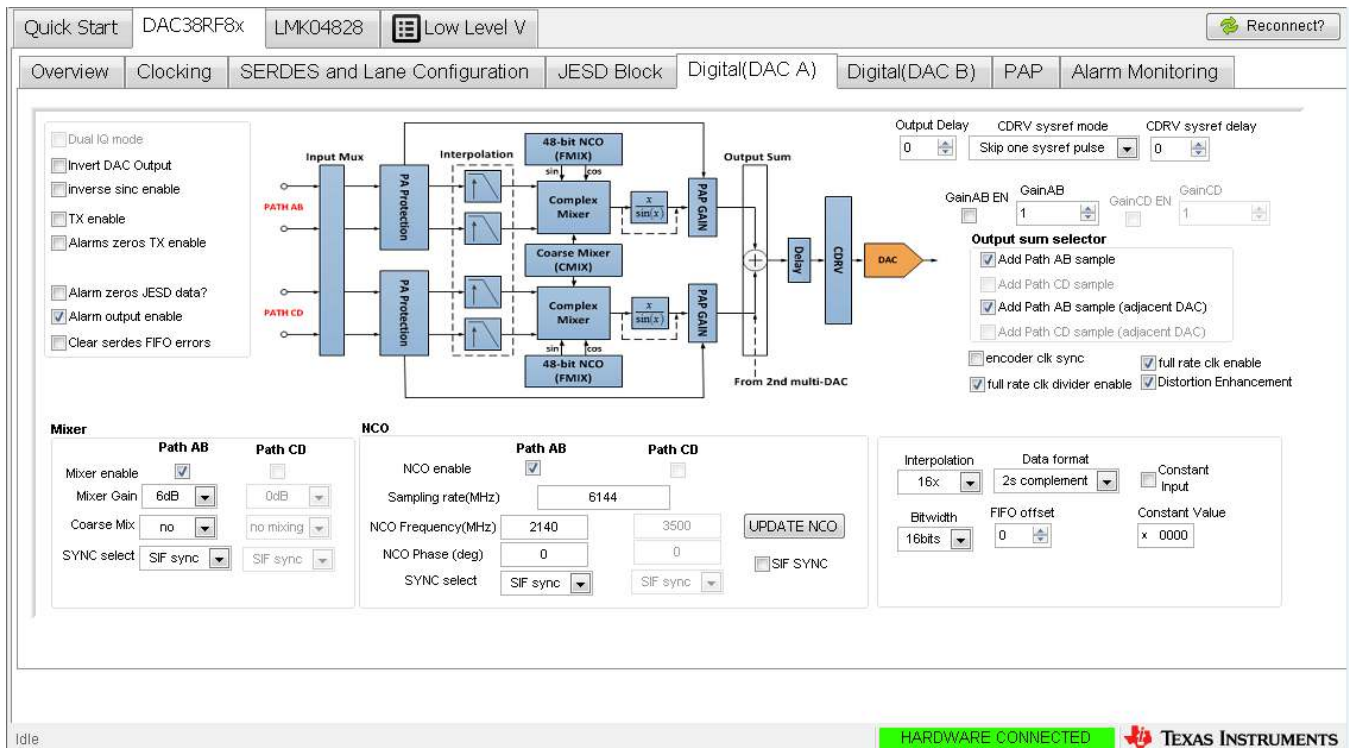 Quick Start
DAC38RF8x
LMK04828
Low Level V
Reconnect?
Overview
Clocking
SERDES and Lane Configuration
JESD Block
Digital(DAC A)
Digital(DAC B)
PAP
Alarm Monitoring
Dual IQ mode
Invert DAC Output
inverse sinc enable
TX enable
Alarms zeros TX enable
Alarm zeros JESD data?
Alarm output enable
Clear serdes FIFO errors
Input Mux
Interpolation
48-bit NCO
(FMIX)
sin
cos
Output Sum
PATH AB
PA Protection
Complex
Mixer
x
sin(x)
PAP GAIN
Coarse Mixer
(CMIX)
Delay
CDRV
DAC
PATH CD
PA Protection
Complex
Mixer
x
sin(x)
PAP GAIN
sin
cos
48-bit NCO
(FMIX)
From 2nd multi-DAC
Output Delay
0
CDRV sysref mode
Skip one sysref pulse
CDRV sysref delay
0
GainAB EN
GainAB
1
GainCD EN
GainCD
1
Output sum selector
Add Path AB sample
Add Path CD sample
Add Path AB sample (adjacent DAC)
Add Path CD sample (adjacent DAC)
encoder clk sync
full rate clk enable
full rate clk divider enable
Distortion Enhancement
Mixer
Path AB
Path CD
Mixer enable
Mixer Gain
6dB
0dB
Coarse Mix
no
no mixing
SYNC select
SIF sync
SIF sync
NCO
Path AB
Path CD
NCO enable
Sampling rate(MHz)
6144
NCO Frequency(MHz)
2140
3500
UPDATE NCO
NCO Phase (deg)
0
0
SIF SYNC
SYNC select
SIF sync
SIF sync
Interpolation
16x
Data format
2s complement
Constant
Input
Bitwidth
16bits
FIFO offset
0
Constant Value
x 0000
Idle
HARDWARE CONNECTED
TEXAS INSTRUMENTS